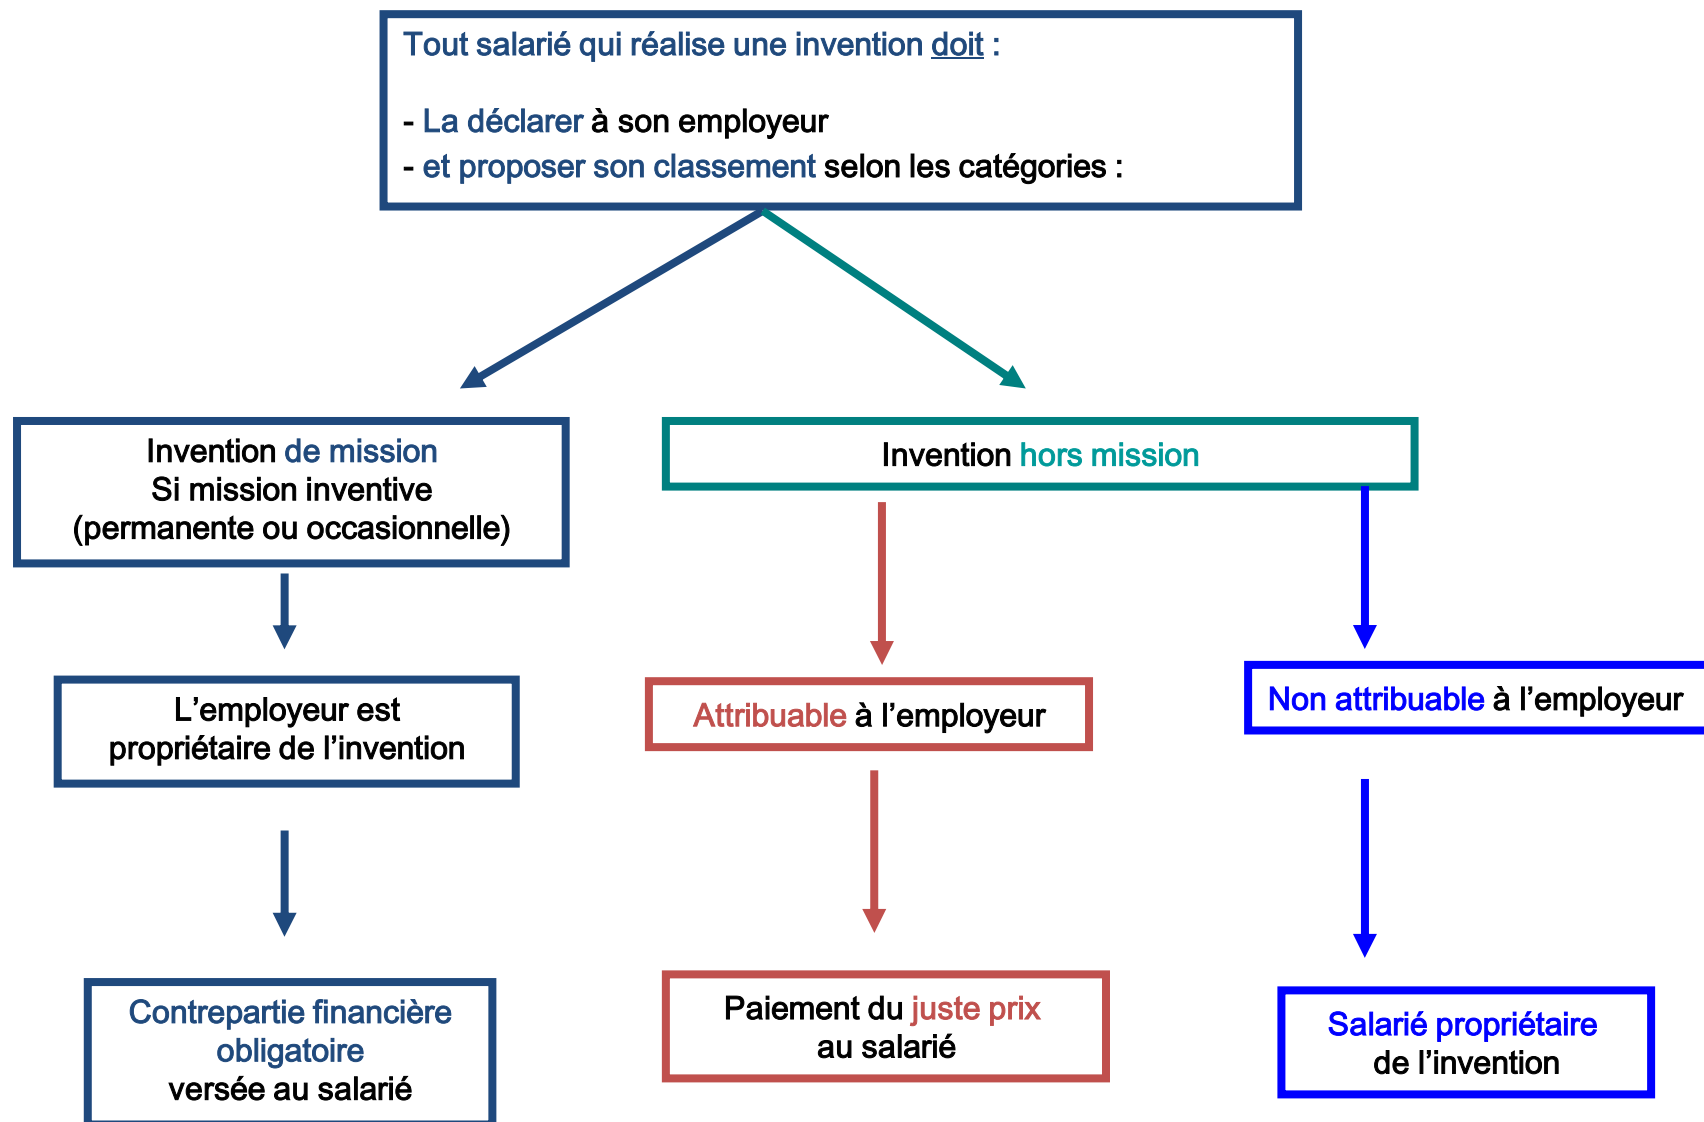 Tout salarié qui réalise une invention doit :
- La déclarer à son employeur
- et proposer son classement selon les catégories :
Invention de mission
Si mission inventive
(permanente ou occasionnelle)
Invention hors mission
L’employeur est
propriétaire de l’invention
Attribuable à l’employeur
Non attribuable à l’employeur
Contrepartie financière
obligatoire
versée au salarié
Paiement du juste prix
au salarié
Salarié propriétaire
de l’invention